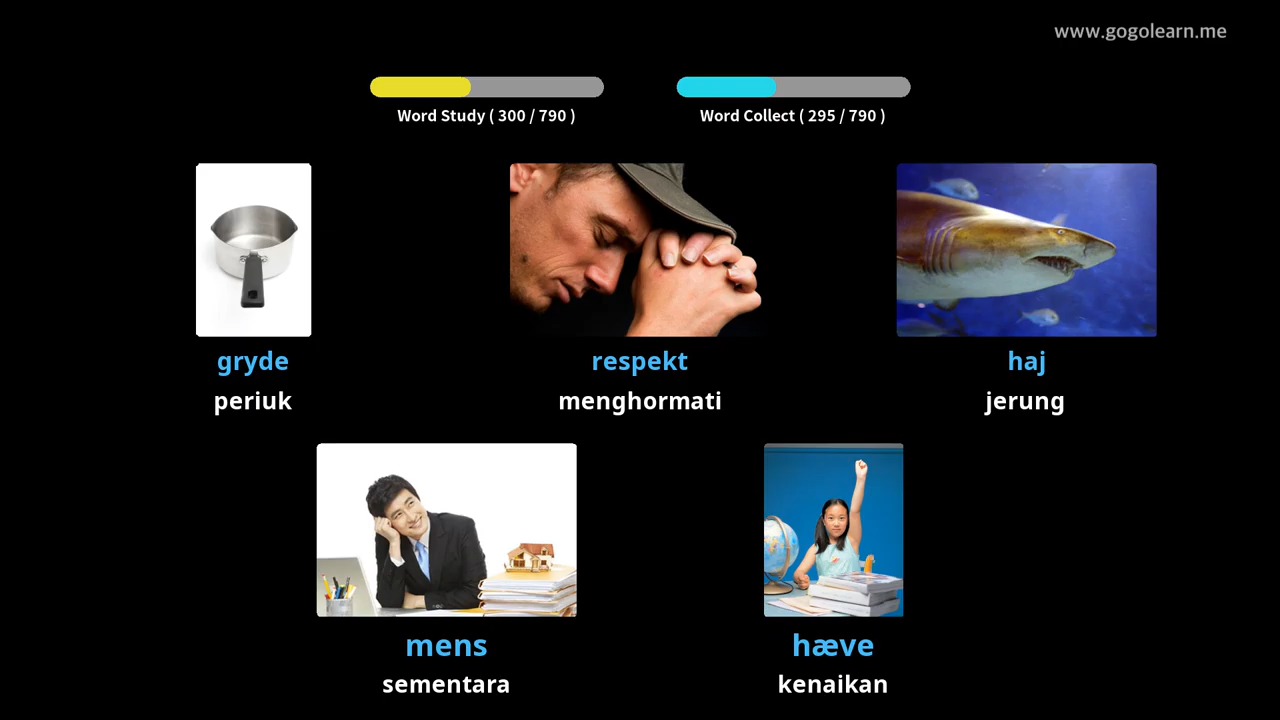 www.gogolearn.me
Word Study ( 300 / 790 )
Word Collect ( 295 / 790 )
gryde
periuk
respekt
menghormati
haj
jerung
mens
sementara
hæve
kenaikan